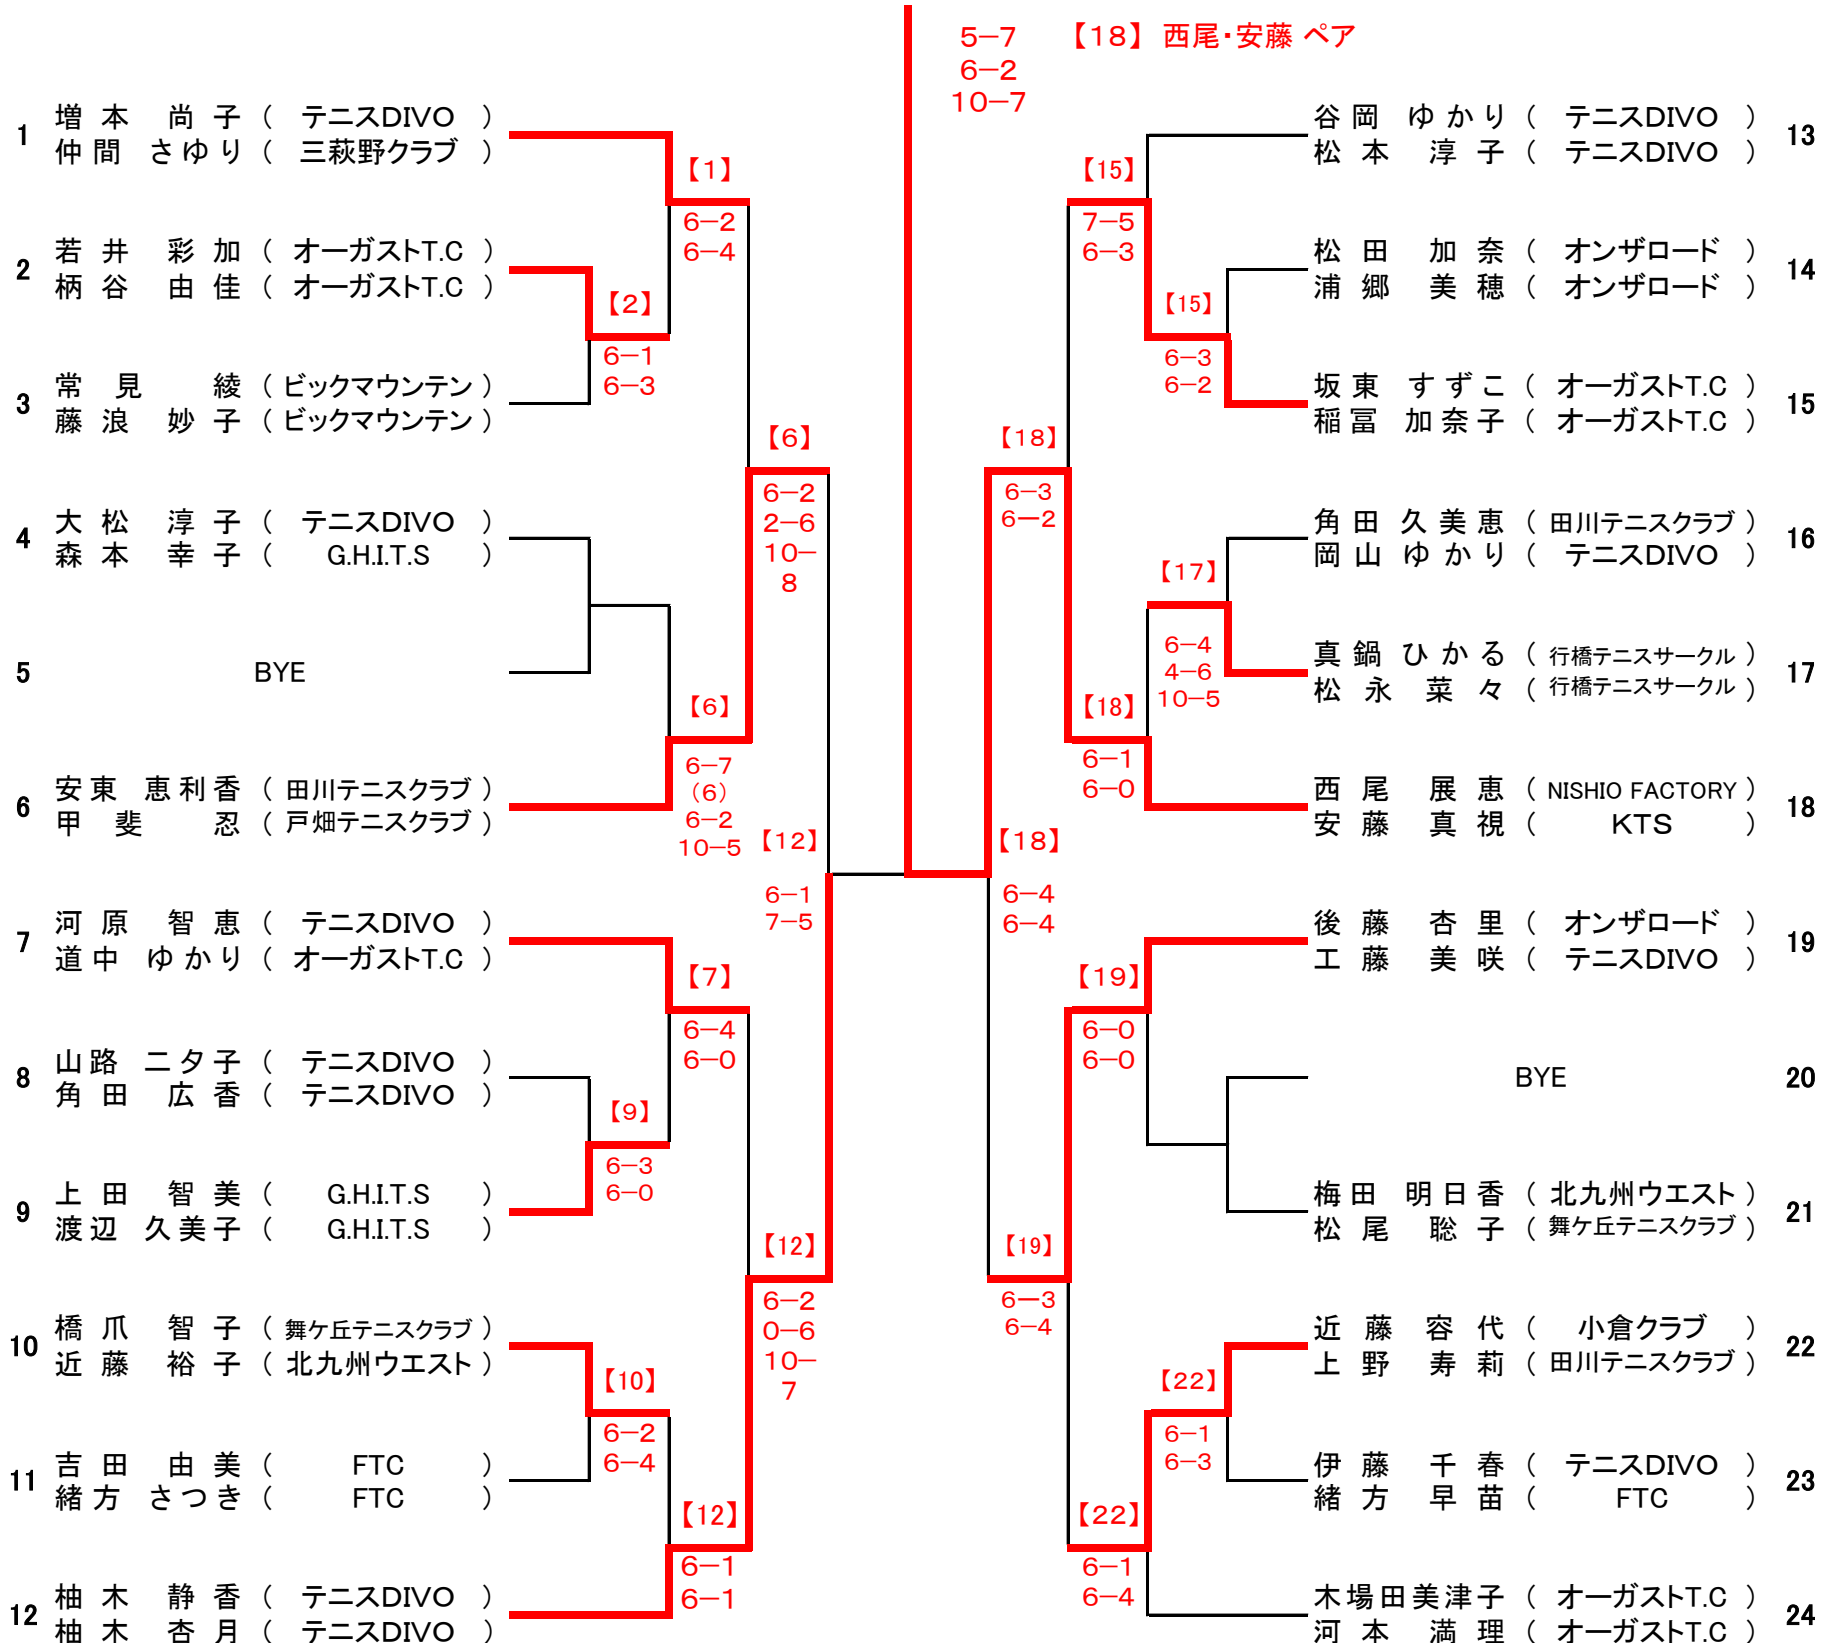 5－7 【18】 西尾・安藤 ペア
6－2
10－7
1 増本 尚子 ( テニスDIVO )
仲間 さゆり ( 三萩野クラブ )
【1】
6－2
6－4
2 若井 彩加 ( オーガストT.C )
柄谷 由佳 ( オーガストT.C )
【2】
6－1
6－3
3 常見 綾 ( ビックマウンテン )
藤浪 妙子 ( ビックマウンテン )
【6】
6－2
2－6
10－
8
4 大松 淳子 ( テニスDIVO )
森本 幸子 ( G.H.I.T.S )
5 BYE
【6】
6－7
(6)
6－2
10－5
6 安東 恵利香 ( 田川テニスクラブ )
甲斐 忍 ( 戸畑テニスクラブ )
【12】
6－1
7－5
7 河原 智恵 ( テニスDIVO )
道中 ゆかり ( オーガストT.C )
【7】
6－4
6－0
8 山路 二夕子 ( テニスDIVO )
角田 広香 ( テニスDIVO )
【9】
6－3
6－0
9 上田 智美 ( G.H.I.T.S )
渡辺 久美子 ( G.H.I.T.S )
【12】
6－2
0－6
10－
7
10 橋爪 智子 ( 舞ケ丘テニスクラブ )
近藤 裕子 ( 北九州ウエスト )
【10】
6－2
6－4
11 吉田 由美 ( FTC )
緒方 さつき ( FTC )
【12】
6－1
6－1
12 柚木 静香 ( テニスDIVO )
柚木 杏月 ( テニスDIVO )
谷岡 ゆかり ( テニスDIVO ) 13
松本 淳子 ( テニスDIVO )
【15】
7－5
6－3
松田 加奈 ( オンザロード ) 14
浦郷 美穂 ( オンザロード )
【15】
6－3
6－2
坂東 すずこ ( オーガストT.C ) 15
稲冨 加奈子 ( オーガストT.C )
【18】
6－3
6－2
角田 久美恵 ( 田川テニスクラブ ) 16
岡山 ゆかり ( テニスDIVO )
【17】
6－4
4－6
10－5
真鍋 ひかる ( 行橋テニスサークル ) 17
松永 菜々 ( 行橋テニスサークル )
【18】
6－1
6－0
西尾 展恵 ( NISHIO FACTORY ) 18
安藤 真視 ( KTS )
【18】
6－4
6－4
後藤 杏里 ( オンザロード ) 19
工藤 美咲 ( テニスDIVO )
【19】
6－0
6－0
BYE 20
梅田 明日香 ( 北九州ウエスト ) 21
松尾 聡子 ( 舞ケ丘テニスクラブ )
【19】
6－3
6－4
近藤 容代 ( 小倉クラブ ) 22
上野 寿莉 ( 田川テニスクラブ )
【22】
6－1
6－3
伊藤 千春 ( テニスDIVO ) 23
緒方 早苗 ( FTC )
【22】
6－1
6－4
木場田美津子 ( オーガストT.C ) 24
河本 満理 ( オーガストT.C )